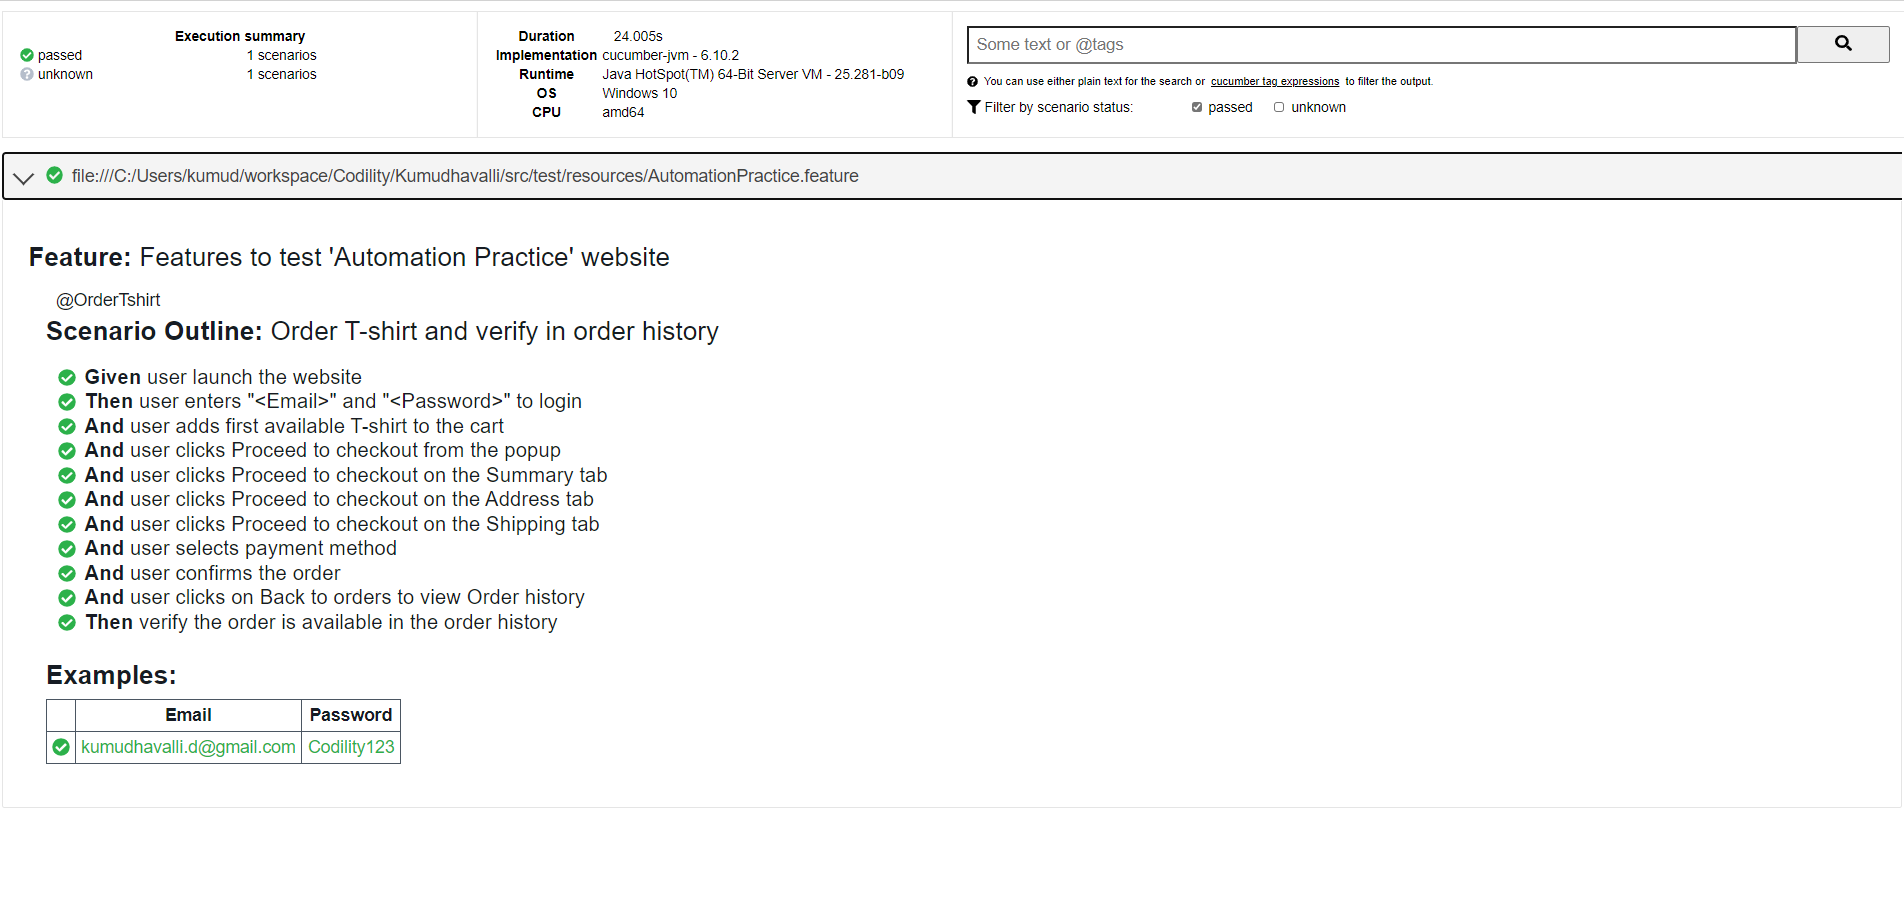 Execution summary
passed 1 scenarios
unknown 1 scenarios
Duration 24.005s
Implementation cucumber-jvm - 6.10.2
Runtime Java HotSpot(TM) 64-Bit Server VM - 25.281-b09
OS Windows 10
CPU amd64
Some text or @tags
You can use either plain text for the search or cucumber tag expressions to filter the output.
Filter by scenario status: passed unknown
file:///C:/Users/kumud/workspace/Codility/Kumudhavalli/src/test/resources/AutomationPractice.feature
Feature: Features to test 'Automation Practice' website
@OrderTshirt
Scenario Outline: Order T-shirt and verify in order history
Given user launch the website
Then user enters "<Email>" and "<Password>" to login
And user adds first available T-shirt to the cart
And user clicks Proceed to checkout from the popup
And user clicks Proceed to checkout on the Summary tab
And user clicks Proceed to checkout on the Address tab
And user clicks Proceed to checkout on the Shipping tab
And user selects payment method
And user confirms the order
And user clicks on Back to orders to view Order history
Then verify the order is available in the order history
Examples:
Email Password
kumudhavalli.d@gmail.com Codility123